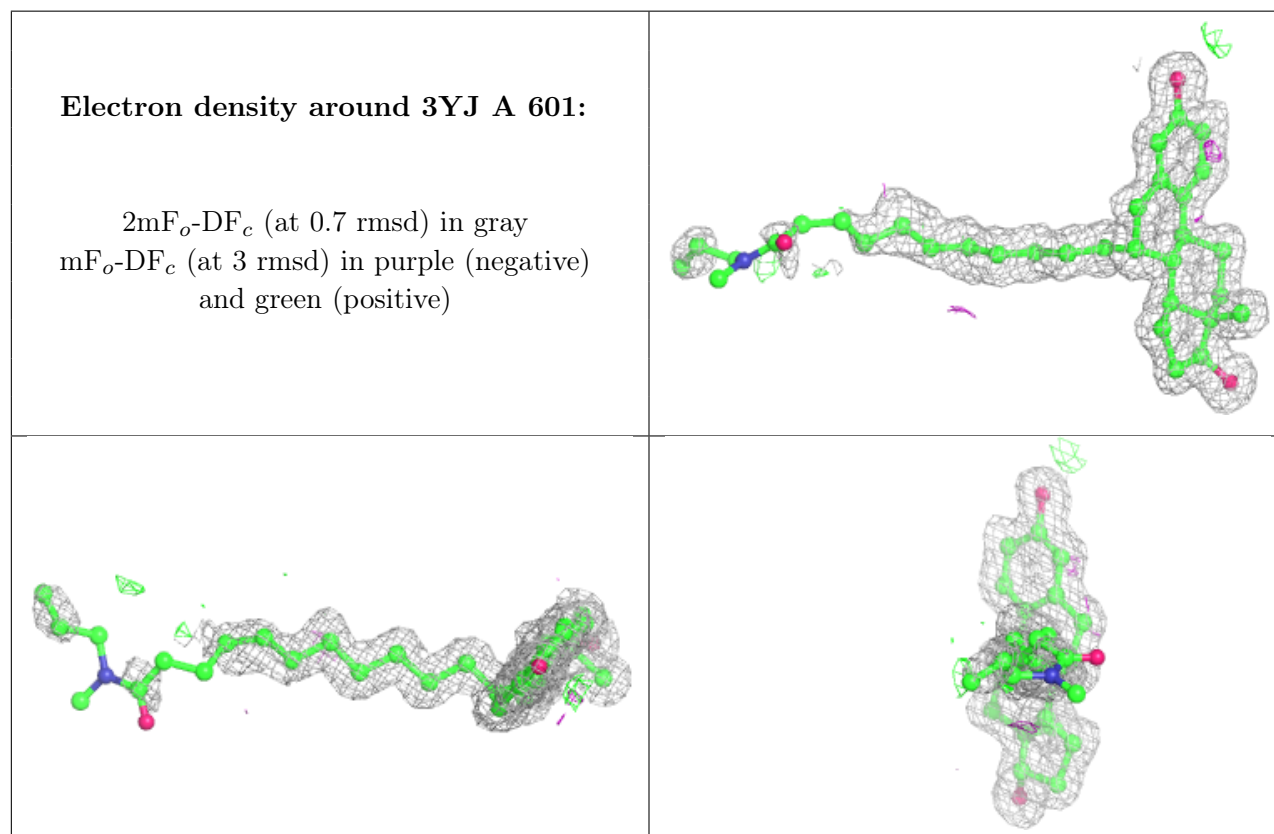 Electron density around 3YJ A 601:
2mFo-DFc (at 0.7 rmsd) in gray
mFo-DFc (at 3 rmsd) in purple (negative)
and green (positive)